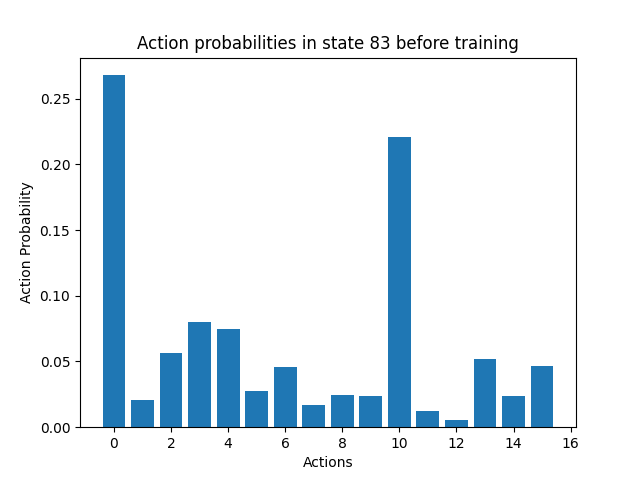 Action probabilities in state 83 before training
0.25
0.20
0.15
0.10
0.05
0.00
Action Probability
0 2 4 6 8 10 12 14 16
Actions